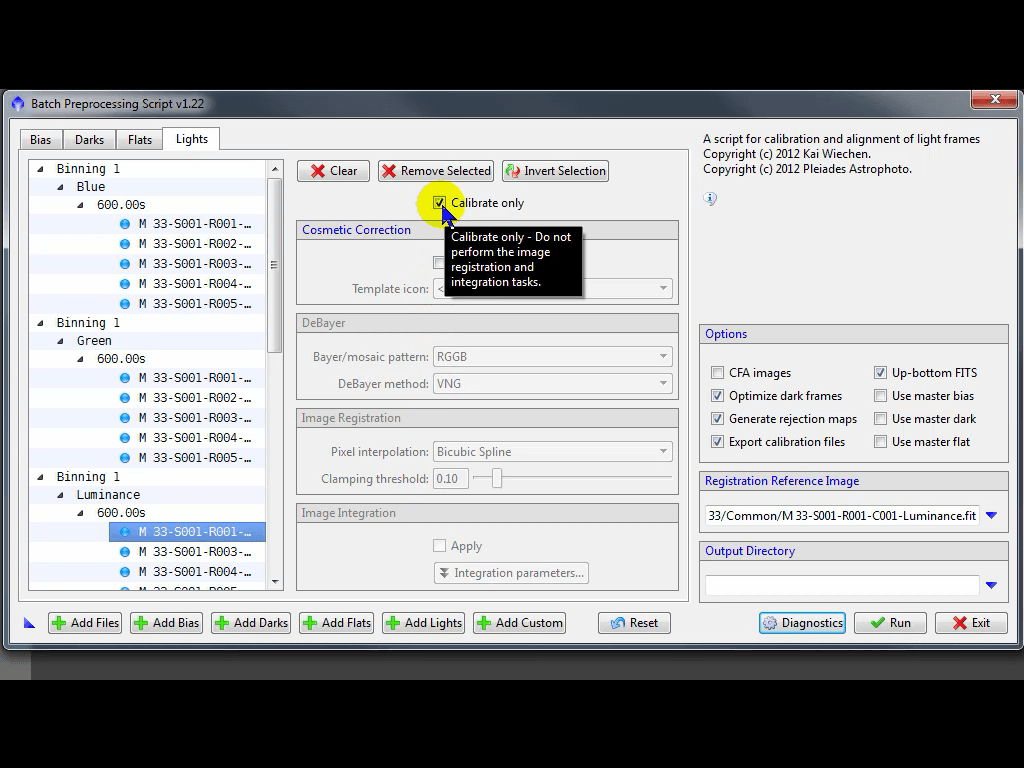 Batch Preprocessing Script v1.22
Bias
Darks
Flats
Lights
Binning 1
Blue
600.00s
M 33-S001-R001-...
M 33-S001-R002-...
M 33-S001-R003-...
M 33-S001-R004-...
M 33-S001-R005-...
Binning 1
Green
600.00s
M 33-S001-R001-...
M 33-S001-R002-...
M 33-S001-R003-...
M 33-S001-R004-...
M 33-S001-R005-...
Binning 1
Luminance
600.00s
M 33-S001-R001-...
M 33-S001-R003-...
M 33-S001-R004-...
Clear
Remove Selected
Invert Selection
Calibrate only
Cosmetic Correction
Calibrate only - Do not
perform the image
registration and
integration tasks.
Template icon:
DeBayer
Bayer/mosaic pattern:
RGGB
DeBayer method:
VNG
Image Registration
Pixel interpolation:
Bicubic Spline
Clamping threshold:
0.10
Image Integration
Apply
Integration parameters...
A script for calibration and alignment of light frames
Copyright (c) 2012 Kai Wiechen.
Copyright (c) 2012 Pleiades Astrophoto.
Options
CFA images
Up-bottom FITS
Optimize dark frames
Use master bias
Generate rejection maps
Use master dark
Export calibration files
Use master flat
Registration Reference Image
33/Common/M 33-S001-R001-C001-Luminance.fit
Output Directory
Add Files
Add Bias
Add Darks
Add Flats
Add Lights
Add Custom
Reset
Diagnostics
Run
Exit